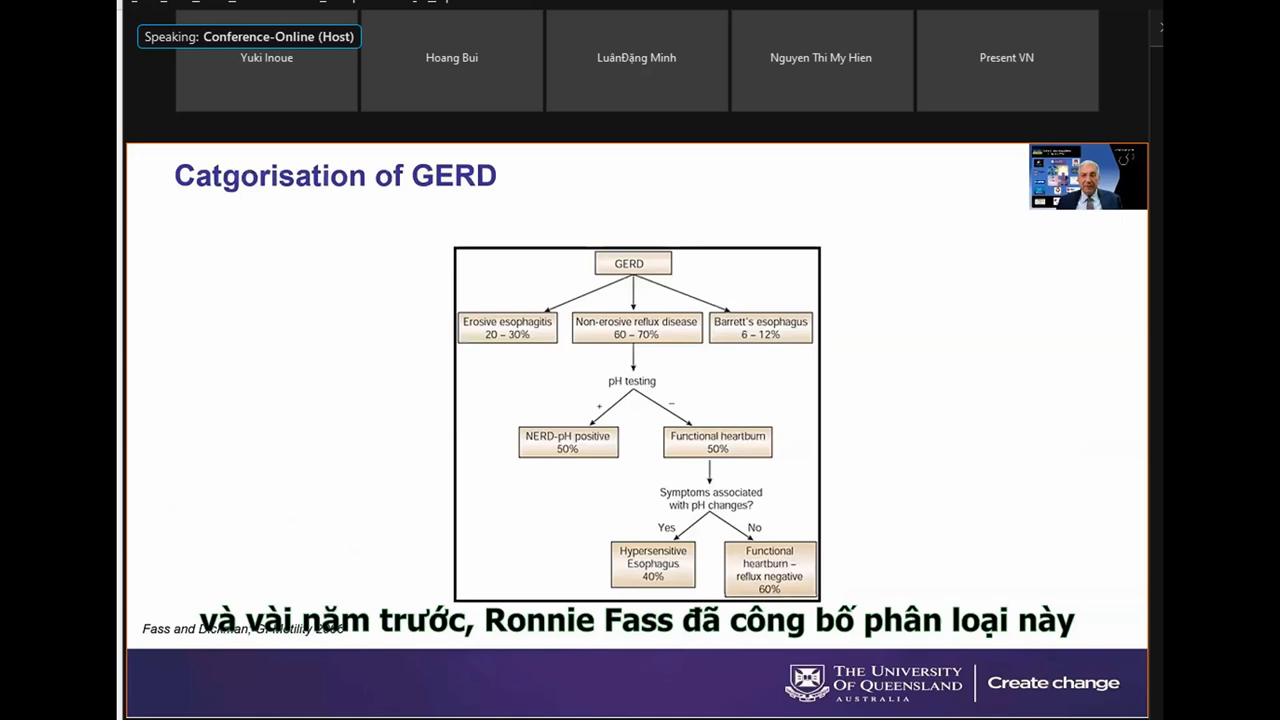 Speaking: Conference-Online (Host)
Yuki Inoue
Hoang Bui
LuânĐặng Minh
Nguyen Thi My Hien
Present VN
Catgorisation of GERD
GERD
Erosive esophagitis
20 – 30%
Non-erosive reflux disease
60 – 70%
Barrett's esophagus
6 – 12%
pH testing
+
–
NERD-pH positive
50%
Functional heartburn
50%
Symptoms associated
with pH changes?
Yes
No
Hypersensitive
Esophagus
40%
Functional
heartburn –
reflux negative
60%
và vài năm trước, Ronnie Fass đã công bố phân loại này
Fass and
THE UNIVERSITY
OF QUEENSLAND
AUSTRALIA
Create change